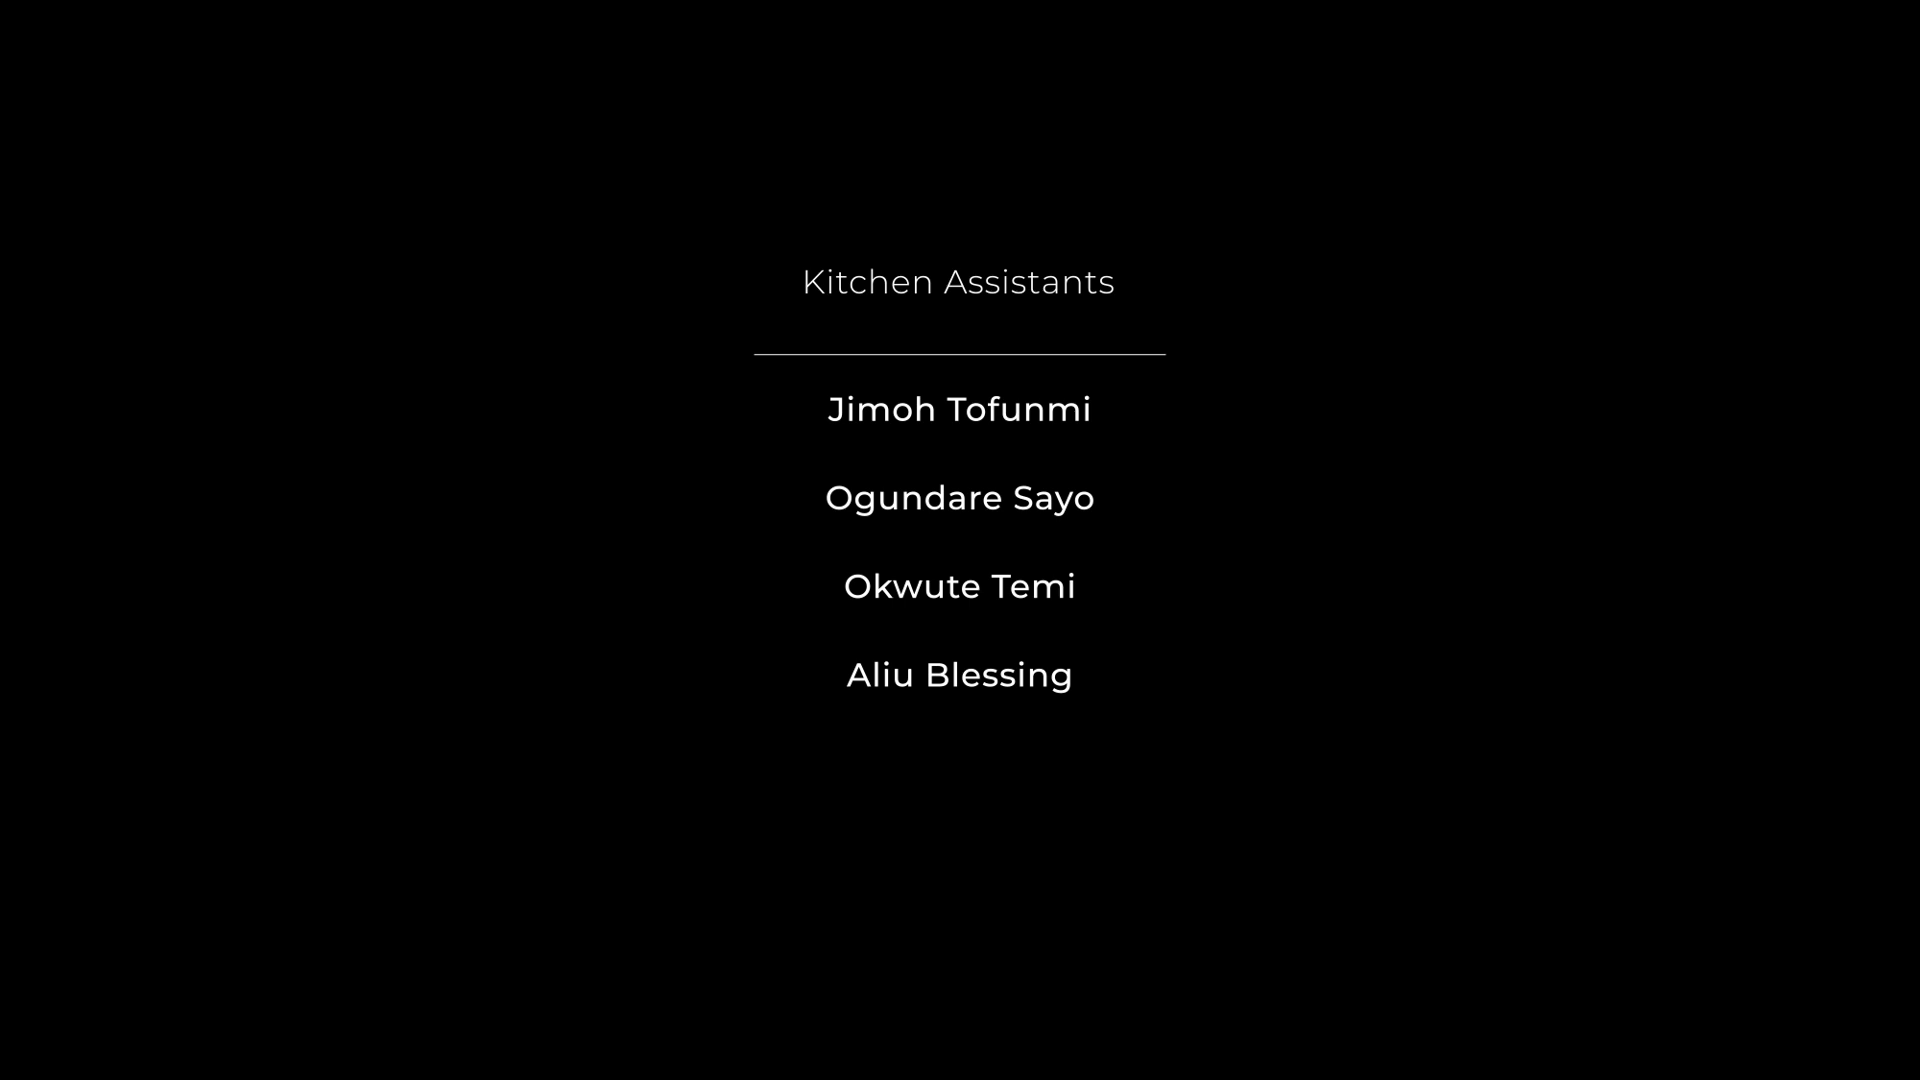 Kitchen Assistants
Jimoh Tofunmi
Ogundare Sayo
Okwute Temi
Aliu Blessing